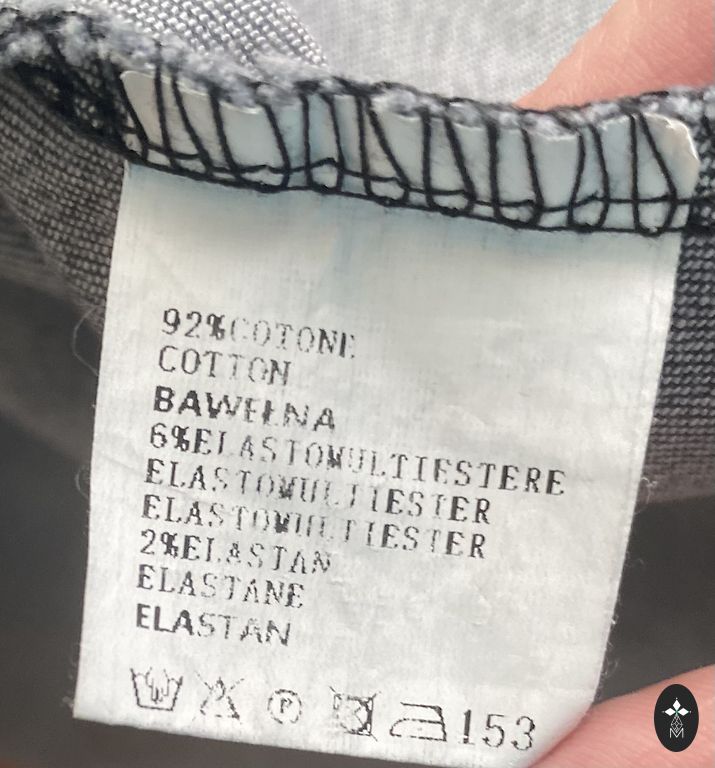 92%COTONE
COTTON
BAWEŁNA
6%ELASTOMULTIESTERE
ELASTOMULTIESTER
ELASTOMULTIESTER
2%ELASTAN
ELASTANE
ELASTAN
P
153
M